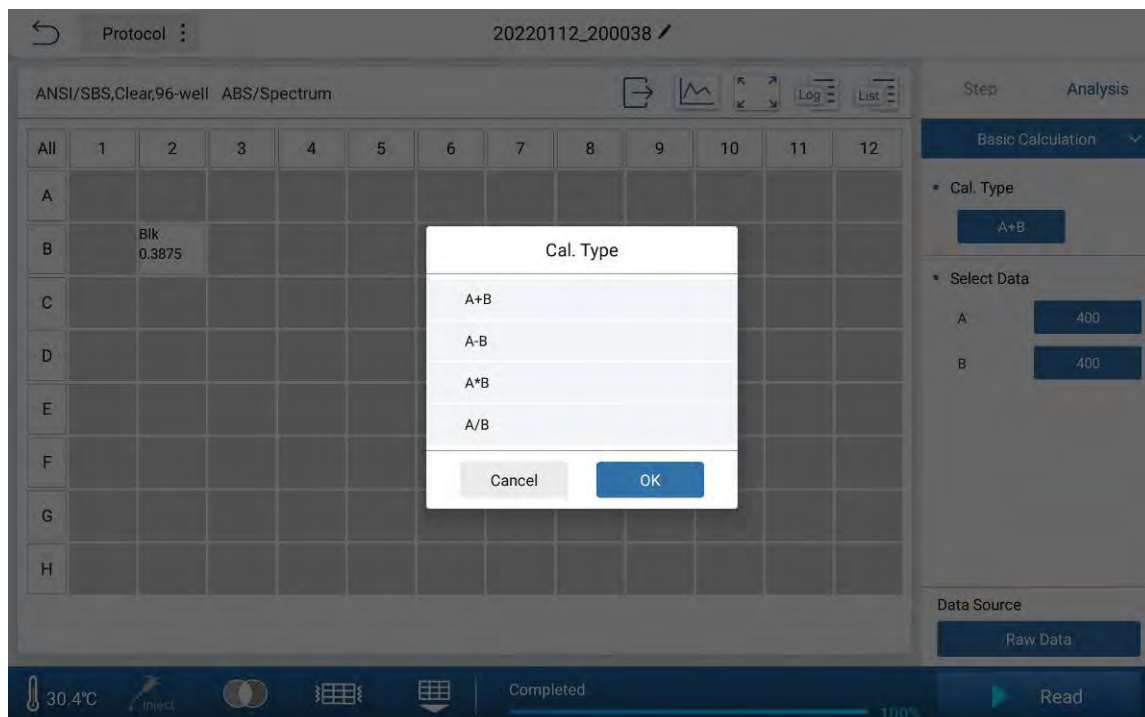 Protocol
20220112_200038
ANSI/SBS,Clear,96-well ABS/Spectrum
Log
List
Step Analysis
All 1 2 3 4 5 6 7 8 9 10 11 12
Basic Calculation
A
B
Blk
0.3875
C
D
E
F
G
H
Cal. Type
A+B
A-B
A*B
A/B
Cancel OK
Cal. Type
A+B
Select Data
A 400
B 400
Data Source
Raw Data
30.4℃ Inject Completed 100% Read